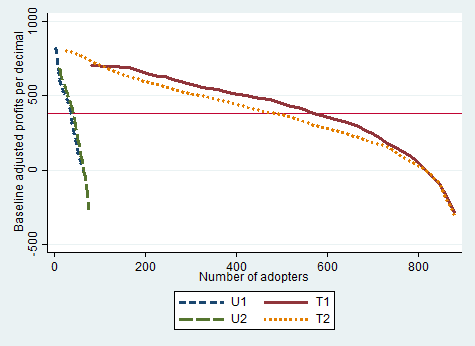 Baseline adjusted profits per decimal
1000
500
0
-500
0 200 400 600 800
Number of adopters
U1 T1
U2 T2